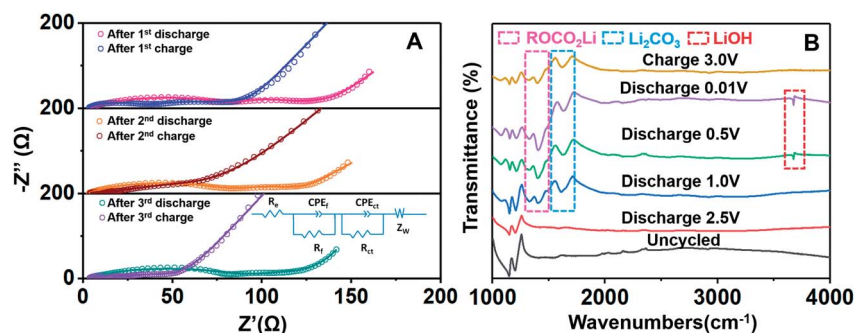 A
After 1st discharge
After 1st charge
After 2nd discharge
After 2nd charge
After 3rd discharge
After 3rd charge
Re
CPEf
CPEct
Rf
Rct
Zw
200
200
200
0
0
50
100
150
200
-Z'' (Ω)
Z'(Ω)
B
ROCO2Li
Li2CO3
LiOH
Charge 3.0V
Discharge 0.01V
Discharge 0.5V
Discharge 1.0V
Discharge 2.5V
Uncycled
Transmittance (%)
1000
2000
3000
4000
Wavenumbers(cm-1)